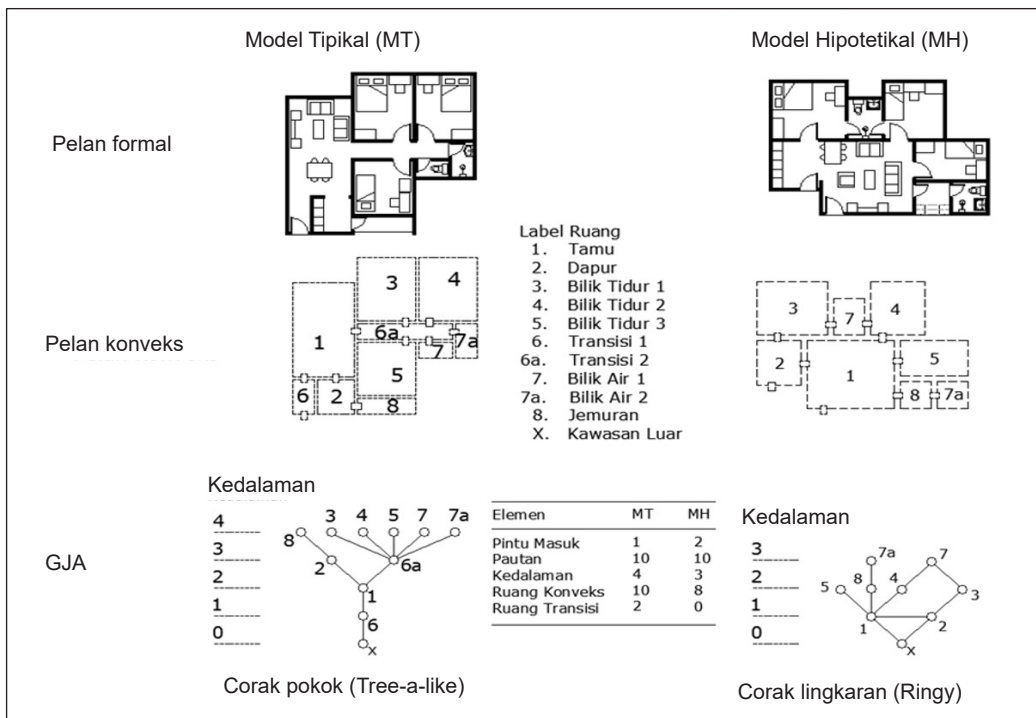 Model Tipikal (MT)
Model Hipotetikal (MH)
Pelan formal
Label Ruang
1. Tamu
2. Dapur
3. Bilik Tidur 1
4. Bilik Tidur 2
5. Bilik Tidur 3
6. Transisi 1
6a. Transisi 2
7. Bilik Air 1
7a. Bilik Air 2
8. Jemuran
X. Kawasan Luar
Pelan konveks
3 4
1 6a 7 7a
5
6 2 8
3 7 4
2 1 5
8 7a
GJA
Kedalaman
4
3
2
1
0
3 4 5 7 7a
8
2 6a
1
6
x
Corak pokok (Tree-a-like)
Elemen MT MH
Pintu Masuk 1 2
Pautan 10 10
Kedalaman 4 3
Ruang Konveks 10 8
Ruang Transisi 2 0
Kedalaman
3
2
1
0
7a 7
5 8 4 3
1 2
x
Corak lingkaran (Ringy)